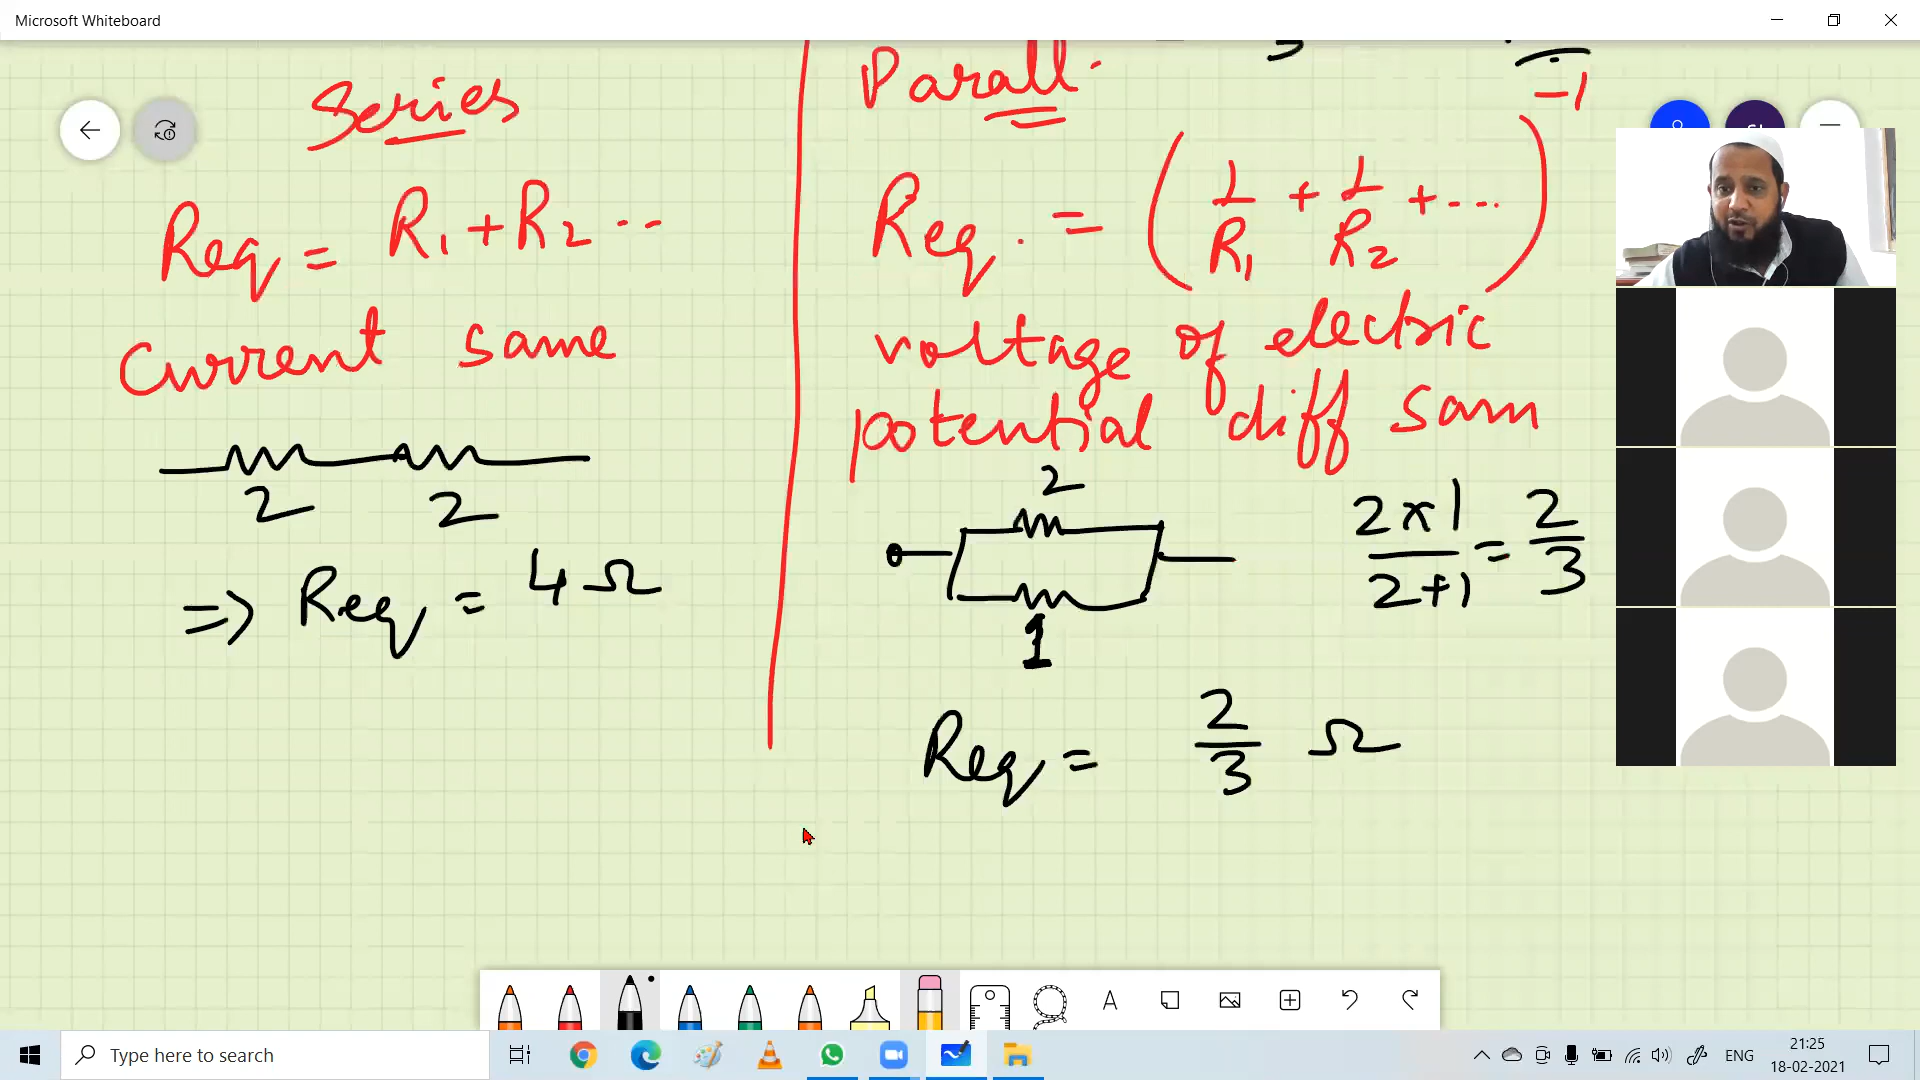 Microsoft Whiteboard
Series
Req = R1 + R2 ...
Current same
2 2
=> Req = 4 Ω
Parall.
3
-1
Req. = (1/R1 + 1/R2 + ...)
voltage of electric
potential diff sam
2
1
2x1/2+1 = 2/3
Req = 2/3 Ω
Type here to search
ENG
21:25
18-02-2021